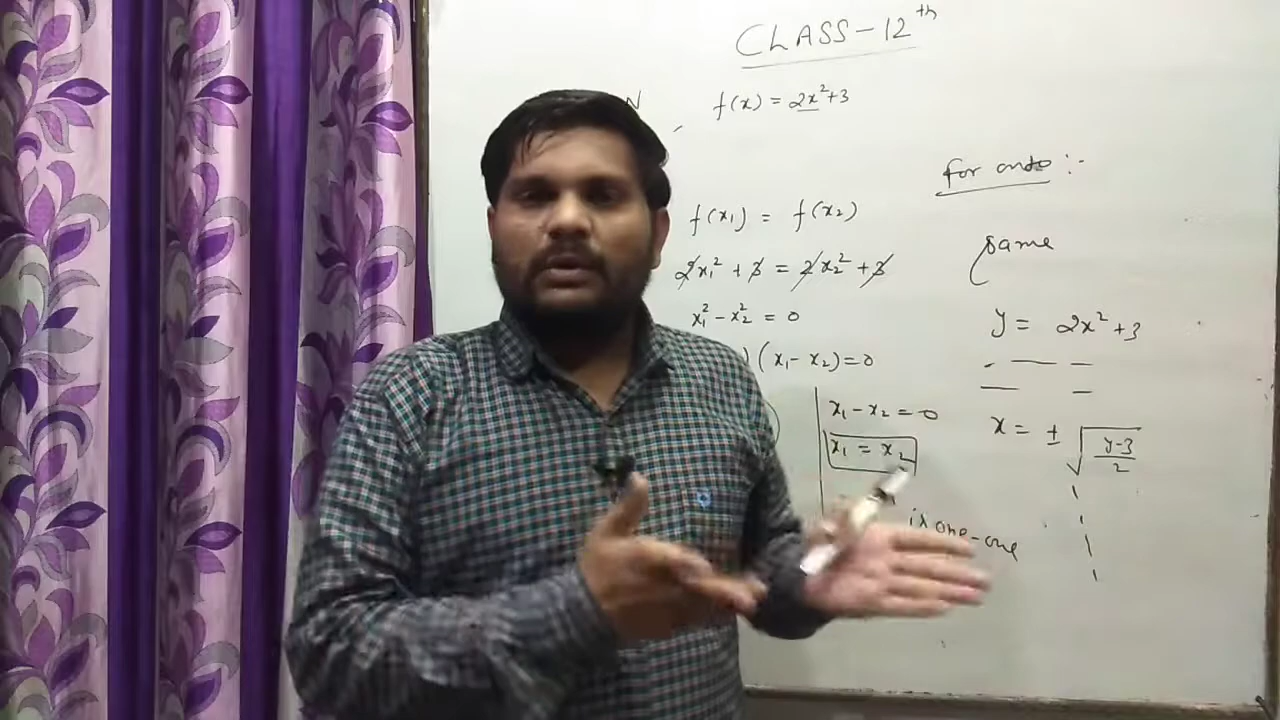 CLASS-12th
N
f(x) = 2x²+3
f(x₁) = f(x₂)
2x₁² + 3 = 2x₂² + 3
x₁² - x₂² = 0
) (x₁ - x₂) = 0
x₁ - x₂ = 0
x₁ = x₂
is one-one
for onto :-
same
y = 2x² + 3
x = ± √((y-3)/2)